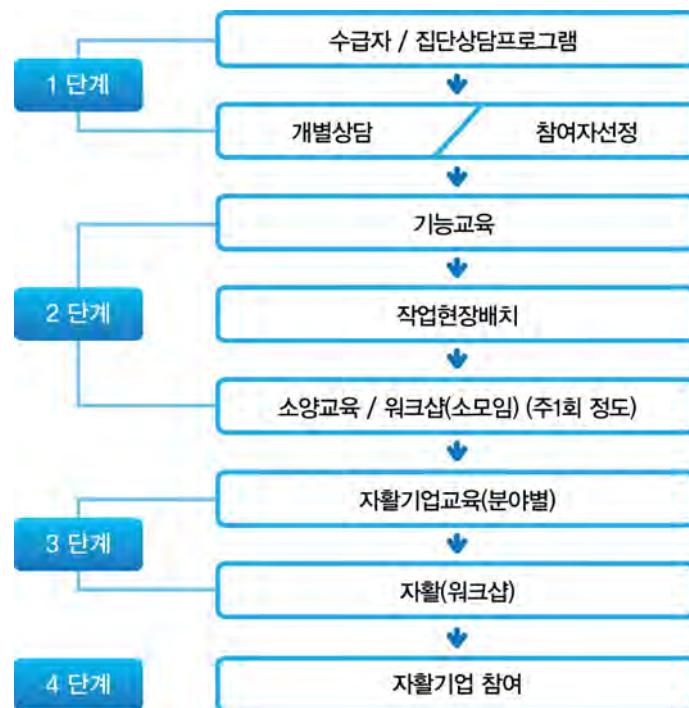 수급자 / 집단상담프로그램
1 단계
개별상담 / 참여자선정
기능교육
2 단계
작업현장배치
소양교육 / 워크샵(소모임) (주1회 정도)
자활기업교육(분야별)
3 단계
자활(워크샵)
4 단계
자활기업 참여